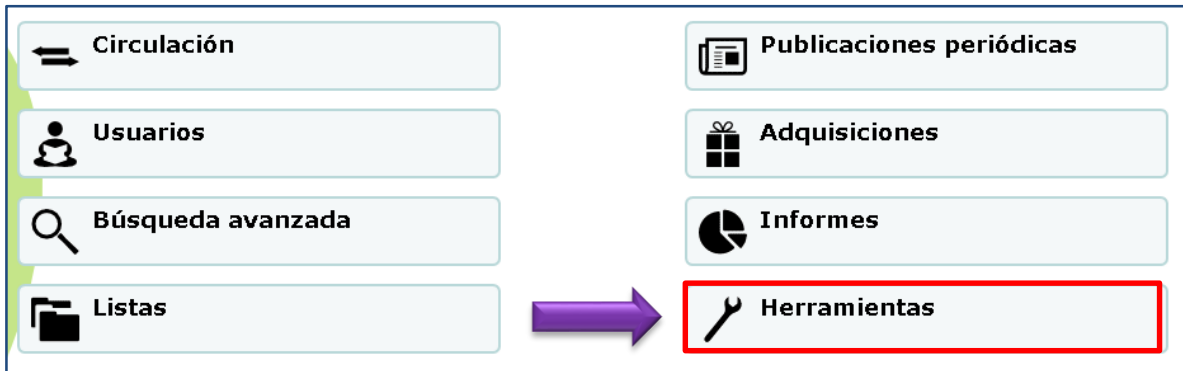 Circulación
Publicaciones periódicas
Usuarios
Adquisiciones
Búsqueda avanzada
Informes
Listas
Herramientas